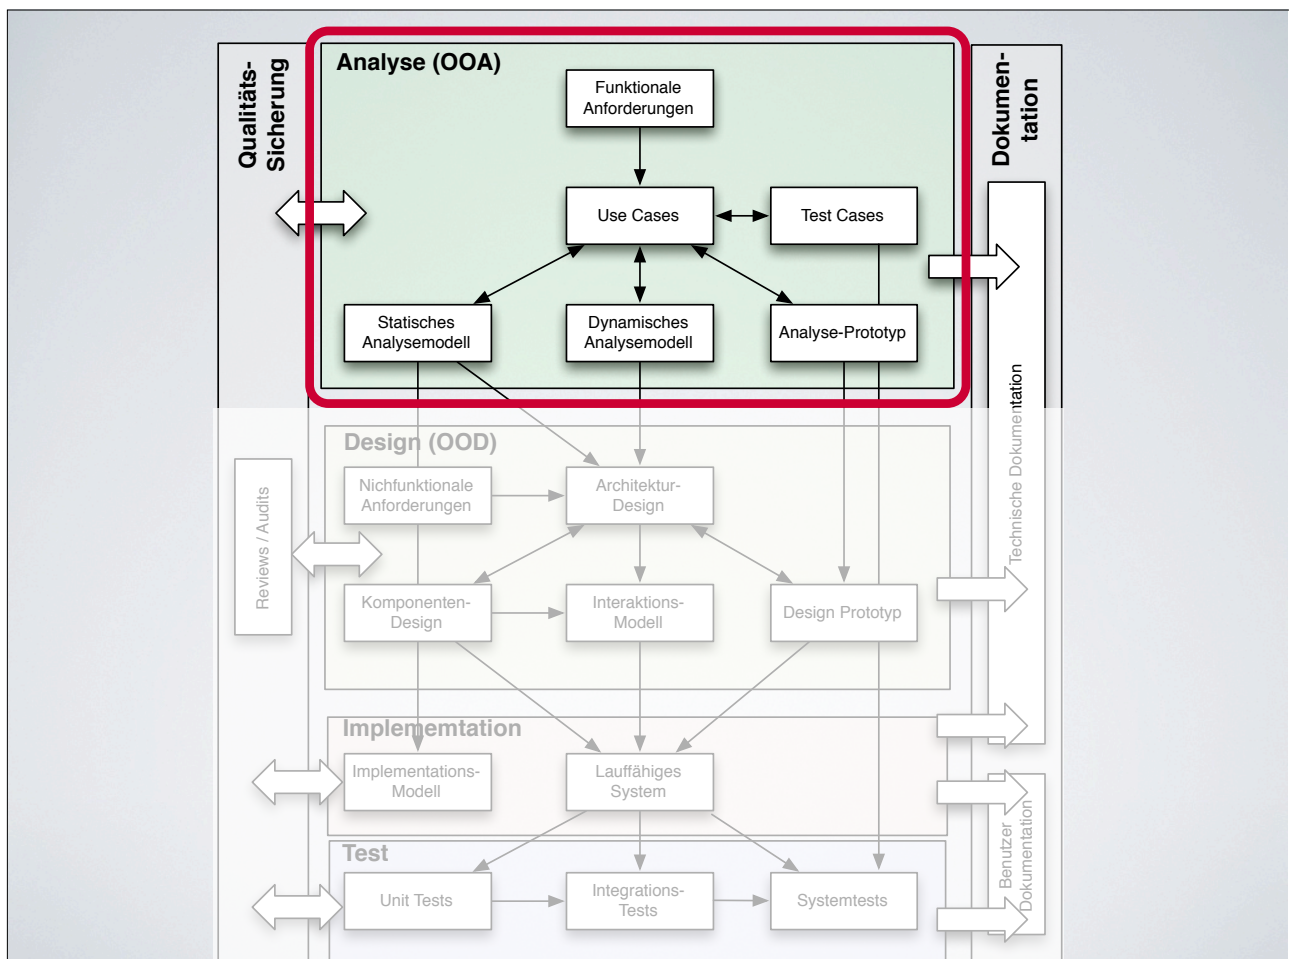 Qualitäts-
Sicherung
Analyse (OOA)
Dokumen-
tation
Funktionale
Anforderungen
Use Cases
Test Cases
Statisches
Analysemodell
Dynamisches
Analysemodell
Analyse-Prototyp
Technische Dokumentation
Design (OOD)
Reviews / Audits
Nichfunktionale
Anforderungen
Architektur-
Design
Komponenten-
Design
Interaktions-
Modell
Design Prototyp
Implememtation
Implementations-
Modell
Lauffähiges
System
Benutzer
Dokumentation
Test
Unit Tests
Integrations-
Tests
Systemtests